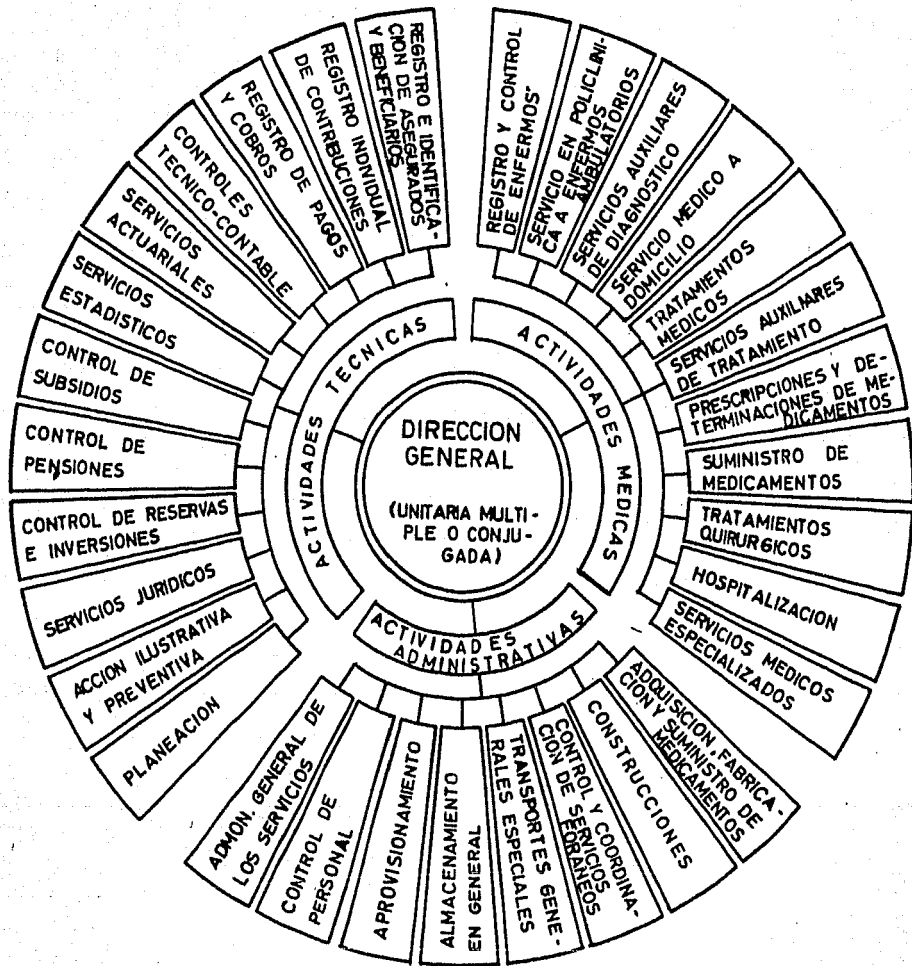 DIRECCION
GENERAL
(UNITARIA MULTI-
PLE O CONJU-
GADA)
ACTIVIDADES TECNICAS
REGISTRO E IDENTIFICA-
CION DE ASEGURADOS
Y BENEFICIARIOS
REGISTRO INDIVIDUAL
DE CONTRIBUCIONES
REGISTRO DE PAGOS
Y COBROS
CONTROLES
TECNICO-CONTABLE
SERVICIOS
ACTUARIALES
SERVICIOS
ESTADISTICOS
CONTROL DE
SUBSIDIOS
CONTROL DE
PENSIONES
CONTROL DE RESERVAS
E INVERSIONES
SERVICIOS JURIDICOS
ACCION ILUSTRATIVA
Y PREVENTIVA
PLANEACION
ACTIVIDADES MEDICAS
REGISTRO Y CONTROL
DE ENFERMOS"
SERVICIO EN POLICLINI-
CA A ENFERMOS
AMBULATORIOS
SERVICIOS AUXILIARES
DE DIAGNOSTICO
SERVICIO MEDICO A
DOMICILIO
TRATAMIENTOS
MEDICOS
SERVICIOS AUXILIARES
DE TRATAMIENTO
PRESCRIPCIONES Y DE-
TERMINACIONES DE ME-
DICAMENTOS
SUMINISTRO DE
MEDICAMENTOS
TRATAMIENTOS
QUIRURGICOS
HOSPITALIZACION
SERVICIOS MEDICOS
ESPECIALIZADOS
ACTIVIDADES
ADMINISTRATIVAS
ADMON. GENERAL DE
LOS SERVICIOS
CONTROL DE
PERSONAL
APROVISIONAMIENTO
ALMACENAMIENTO
EN GENERAL
TRANSPORTES GENE-
RALES ESPECIALES
CONTROL Y COORDINA-
CION DE SERVICIOS
FORANEOS
CONSTRUCCIONES
ADQUISICION, FABRICA-
CION Y SUMINISTRO DE
MEDICAMENTOS